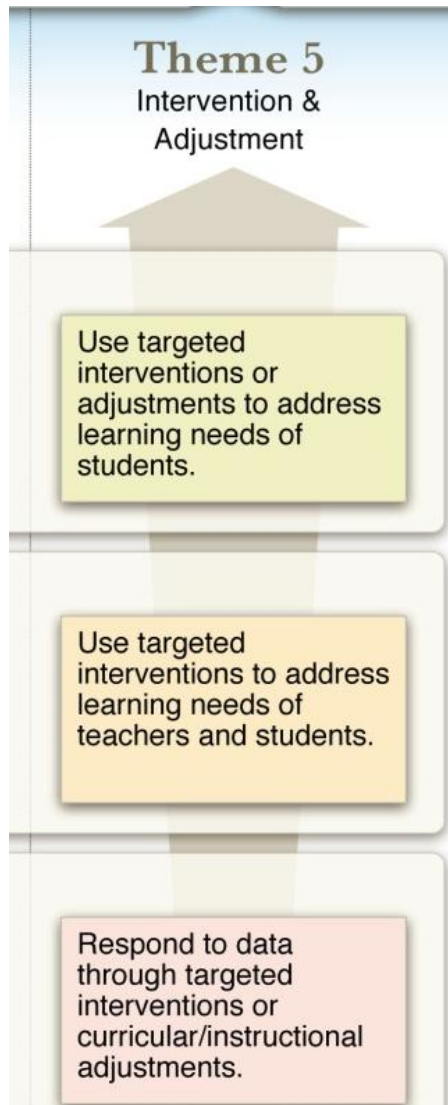 Theme 5
Intervention &
Adjustment
Use targeted
interventions or
adjustments to address
learning needs of
students.
Use targeted
interventions to address
learning needs of
teachers and students.
Respond to data
through targeted
interventions or
curricular/instructional
adjustments.